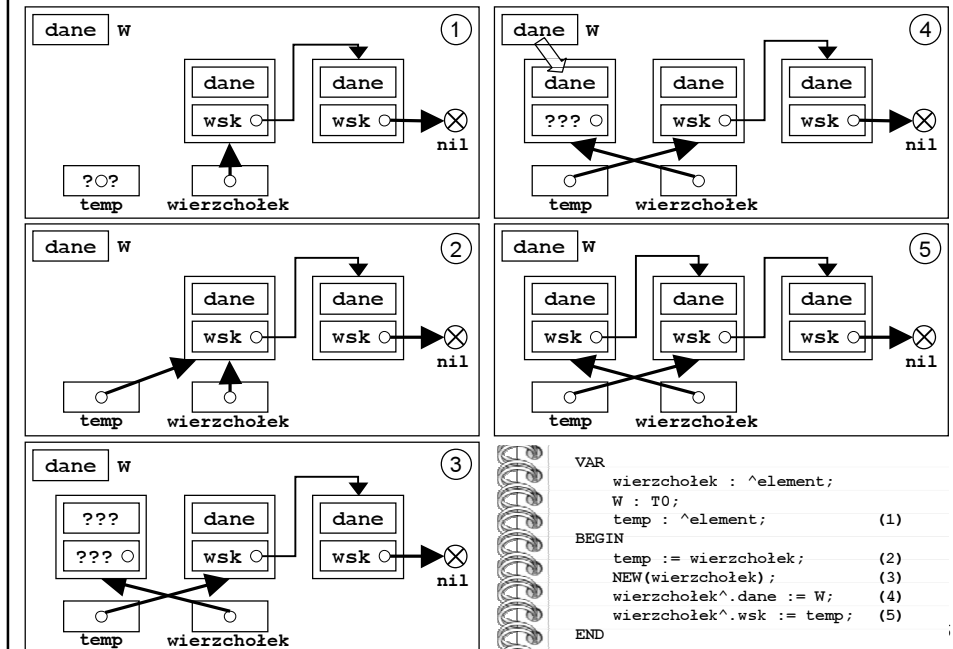 dane W 1
dane dane
wsk wsk
nil
?○?
temp wierzchołek
dane W 2
dane dane
wsk wsk
nil
temp wierzchołek
dane W 3
??? dane dane
??? wsk wsk
nil
temp wierzchołek
dane W 4
dane dane dane
??? wsk wsk
nil
temp wierzchołek
dane W 5
dane dane dane
wsk wsk wsk
nil
temp wierzchołek
VAR
wierzchołek : ^element;
W : T0;
temp : ^element; (1)
BEGIN
temp := wierzchołek; (2)
NEW(wierzchołek); (3)
wierzchołek^.dane := W; (4)
wierzchołek^.wsk := temp; (5)
END